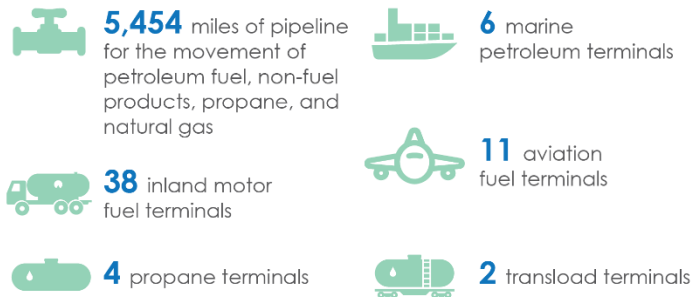 5,454 miles of pipeline
for the movement of
petroleum fuel, non-fuel
products, propane, and
natural gas
38 inland motor
fuel terminals
4 propane terminals
6 marine
petroleum terminals
11 aviation
fuel terminals
2 transload terminals